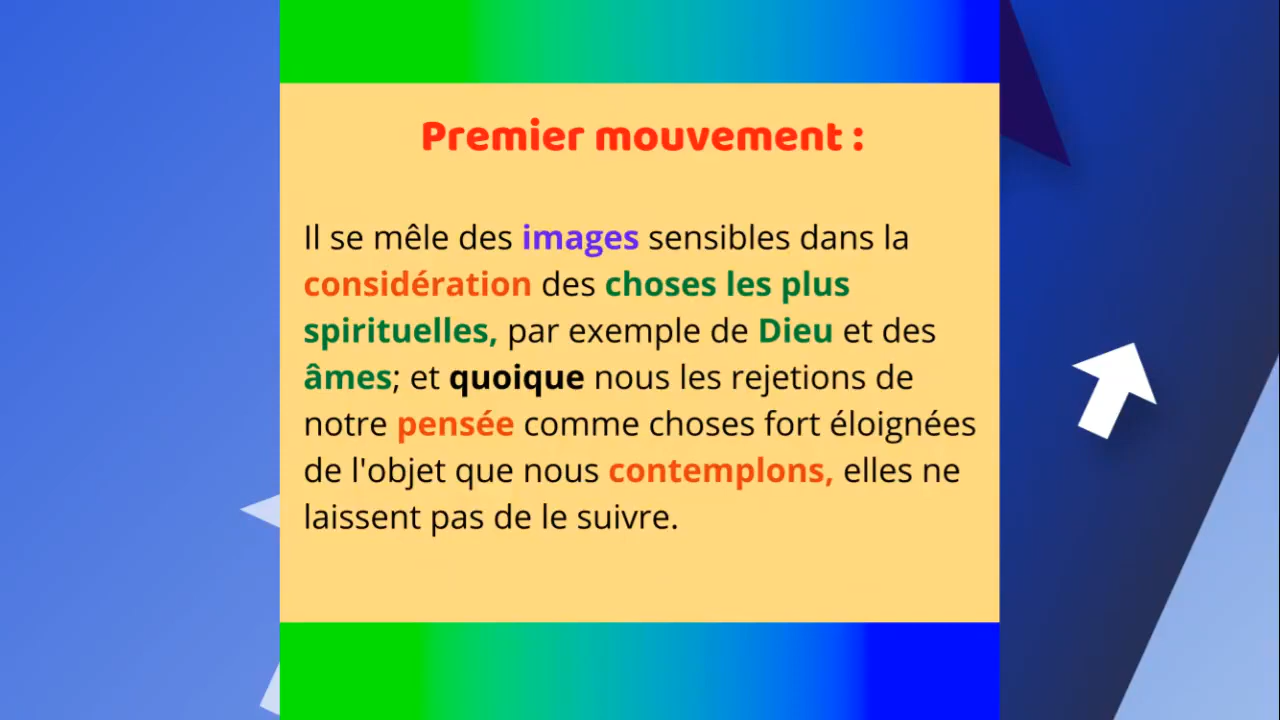 Premier mouvement :
Il se mêle des images sensibles dans la
considération des choses les plus
spirituelles, par exemple de Dieu et des
âmes; et quoique nous les rejetions de
notre pensée comme choses fort éloignées
de l'objet que nous contemplons, elles ne
laissent pas de le suivre.